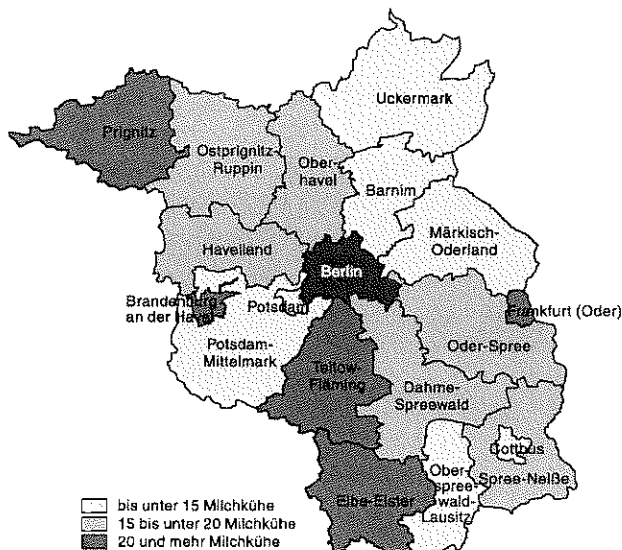 Uckermark
Prignitz
Ostprignitz-
Ruppin
Ober-
havel
Barnim
Märkisch-
Oderland
Havelland
Berlin
Brandenburg
an der Havel
Potsdam
Frankfurt (Oder)
Potsdam-
Mittelmark
Oder-Spree
Teltow-
Fläming
Dahme-
Spreewald
Cottbus
Ober-
spree-
wald-
Lausitz
Spree-Neiße
Elbe-Elster
bis unter 15 Milchkühe
15 bis unter 20 Milchkühe
20 und mehr Milchkühe